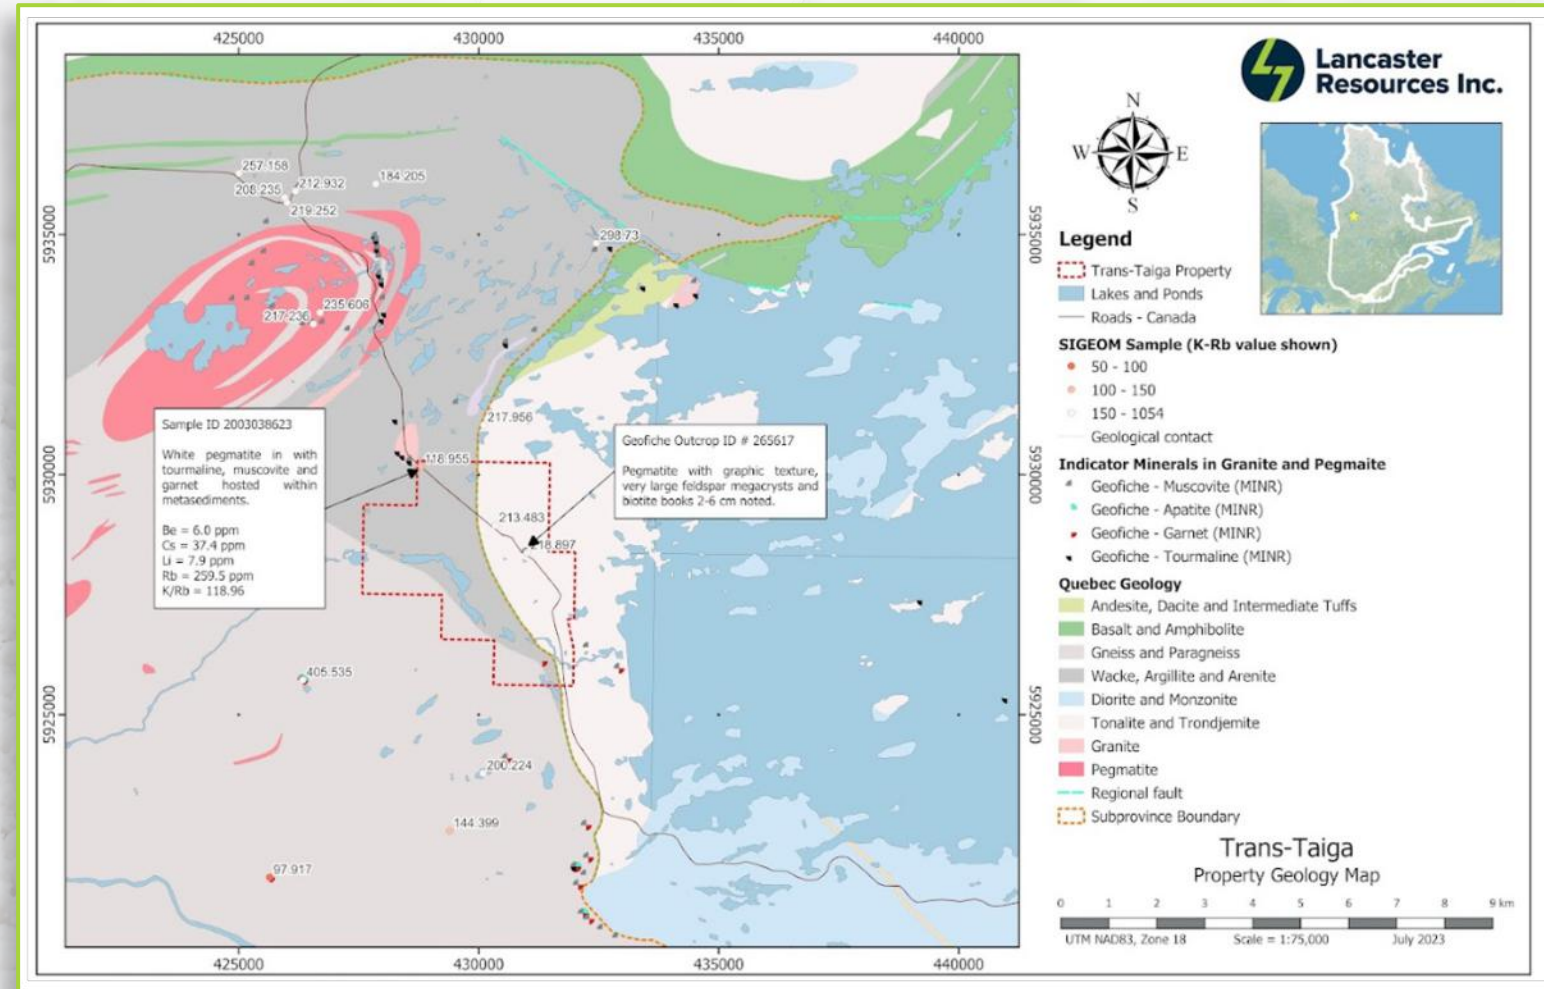 Lancaster
Resources Inc.
425000
430000
435000
440000
N
W
E
S
257.158
208.235
212.932
184.205
219.252
298.73
5935000
5935000
235.606
217.236
217.956
Sample ID 2003038623
White pegmatite in with
tourmaline, muscovite and
garnet hosted within
metasediments.
Be = 6.0 ppm
Cs = 37.4 ppm
Li = 7.9 ppm
Rb = 259.5 ppm
K/Rb = 118.96
Geofiche Outcrop ID # 265617
Pegmatite with graphic texture,
very large feldspar megacrysts and
biotite books 2-6 cm noted.
118.955
5930000
5930000
213.483
218.897
405.535
5925000
5925000
200.224
144.399
97.917
425000
430000
435000
440000
Legend
Trans-Taiga Property
Lakes and Ponds
Roads - Canada
SIGEOM Sample (K-Rb value shown)
50 - 100
100 - 150
150 - 1054
Geological contact
Indicator Minerals in Granite and Pegmaite
Geofiche - Muscovite (MINR)
Geofiche - Apatite (MINR)
Geofiche - Garnet (MINR)
Geofiche - Tourmaline (MINR)
Quebec Geology
Andesite, Dacite and Intermediate Tuffs
Basalt and Amphibolite
Gneiss and Paragneiss
Wacke, Argillite and Arenite
Diorite and Monzonite
Tonalite and Trondjemite
Granite
Pegmatite
Regional fault
Subprovince Boundary
Trans-Taiga
Property Geology Map
0 1 2 3 4 5 6 7 8 9 km
UTM NAD83, Zone 18 Scale = 1:75,000 July 2023